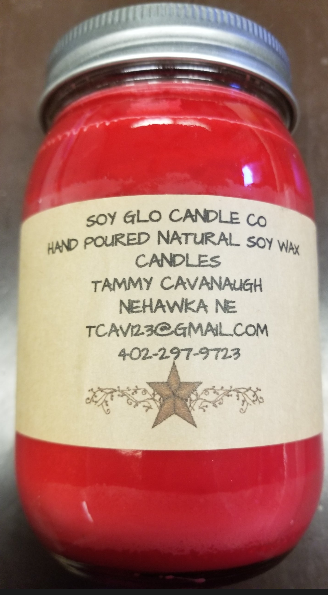 SOY GLO CANDLE CO
HAND POURED NATURAL SOY WAX
CANDLES
TAMMY CAVANAUGH
NEHAWKA NE
TCAV123@GMAIL.COM
402-297-9723